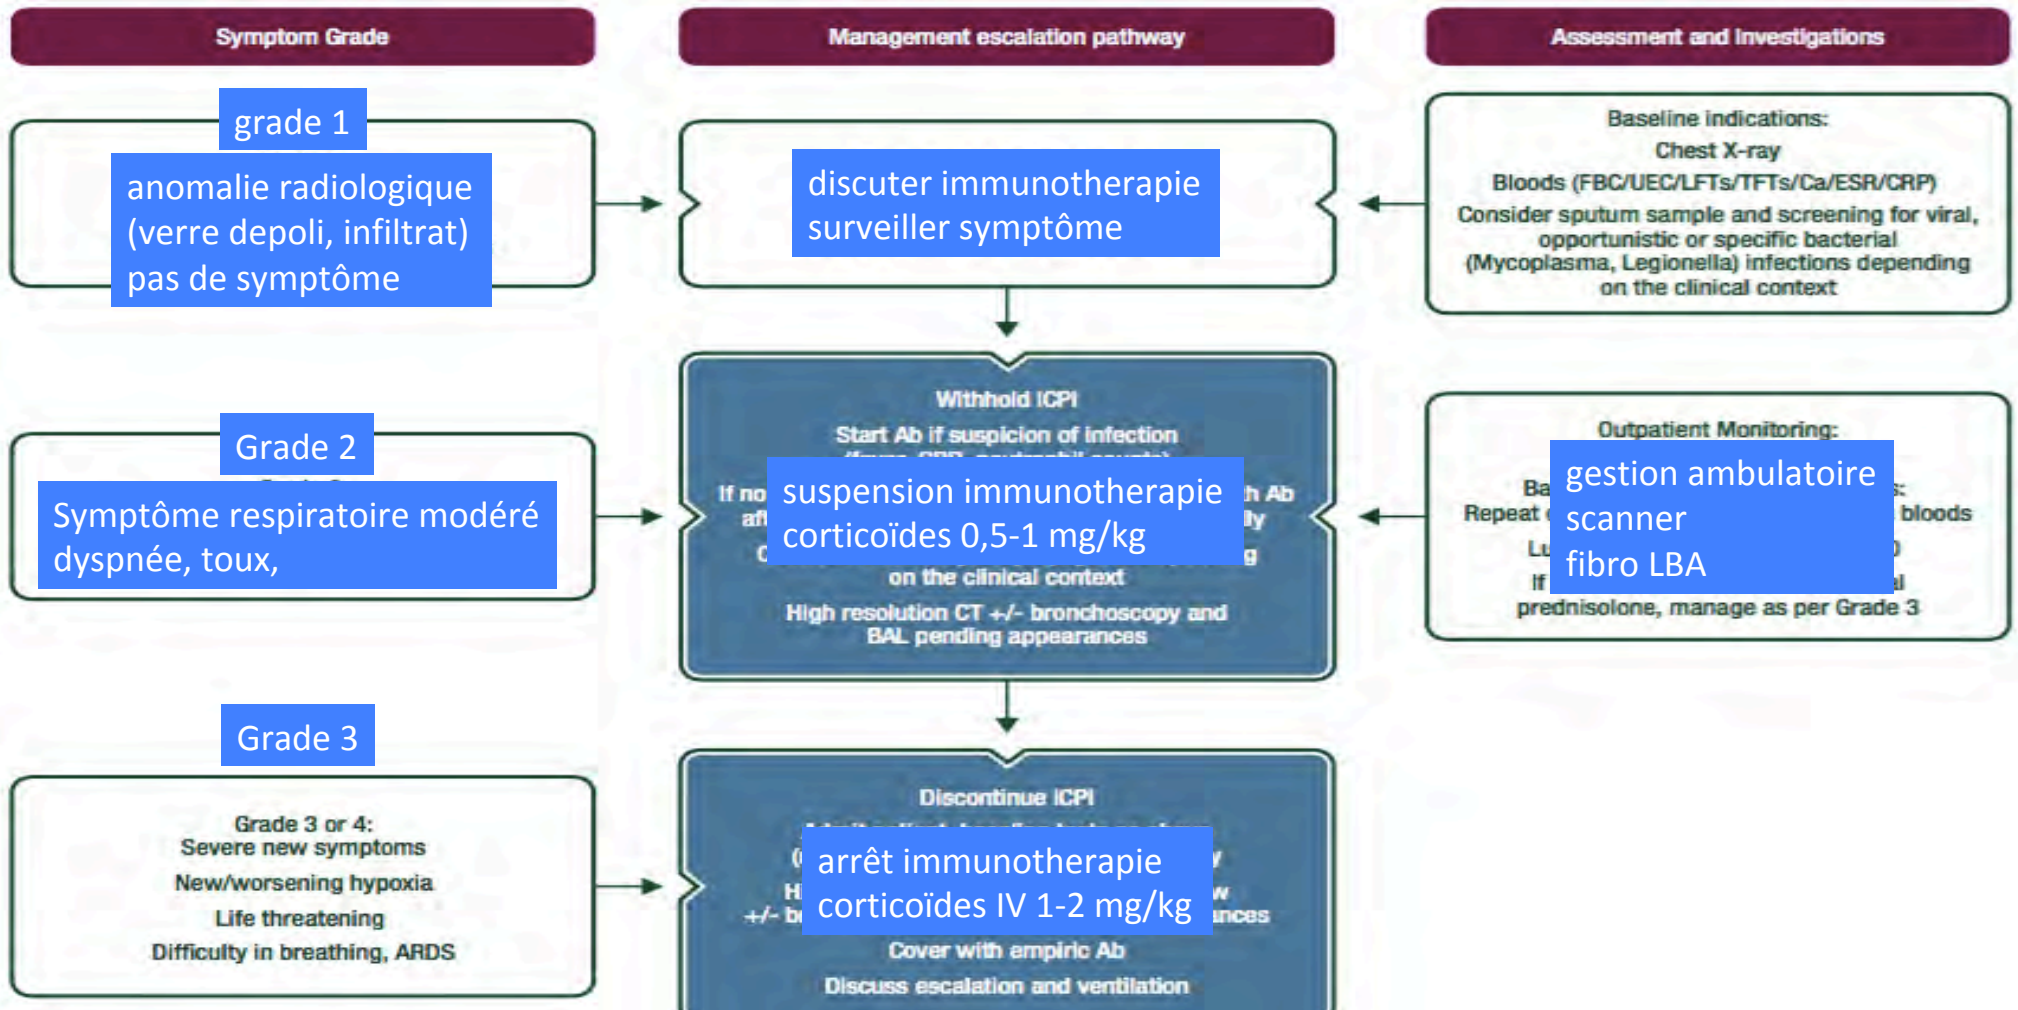 Symptom Grade
Management escalation pathway
Assessment and Investigations
grade 1
anomalie radiologique
(verre depoli, infiltrat)
pas de symptôme
discuter immunotherapie
surveiller symptôme
Baseline indications:
Chest X-ray
Bloods (FBC/UEC/LFTs/TFTs/Ca/ESR/CRP)
Consider sputum sample and screening for viral,
opportunistic or specific bacterial
(Mycoplasma, Legionella) infections depending
on the clinical context
Grade 2
Symptôme respiratoire modéré
dyspnée, toux,
Withhold ICPI
Start Ab if suspicion of infection
If no
Ab
suspension immunotherapie
corticoïdes 0,5-1 mg/kg
on the clinical context
High resolution CT +/- bronchoscopy and
BAL pending appearances
Outpatient Monitoring:
gestion ambulatoire
scanner
fibro LBA
Repeat
bloods
If
prednisolone, manage as per Grade 3
Grade 3
Grade 3 or 4:
Severe new symptoms
New/worsening hypoxia
Life threatening
Difficulty in breathing, ARDS
Discontinue ICPI
arrêt immunotherapie
corticoïdes IV 1-2 mg/kg
+/-
Cover with empiric Ab
Discuss escalation and ventilation